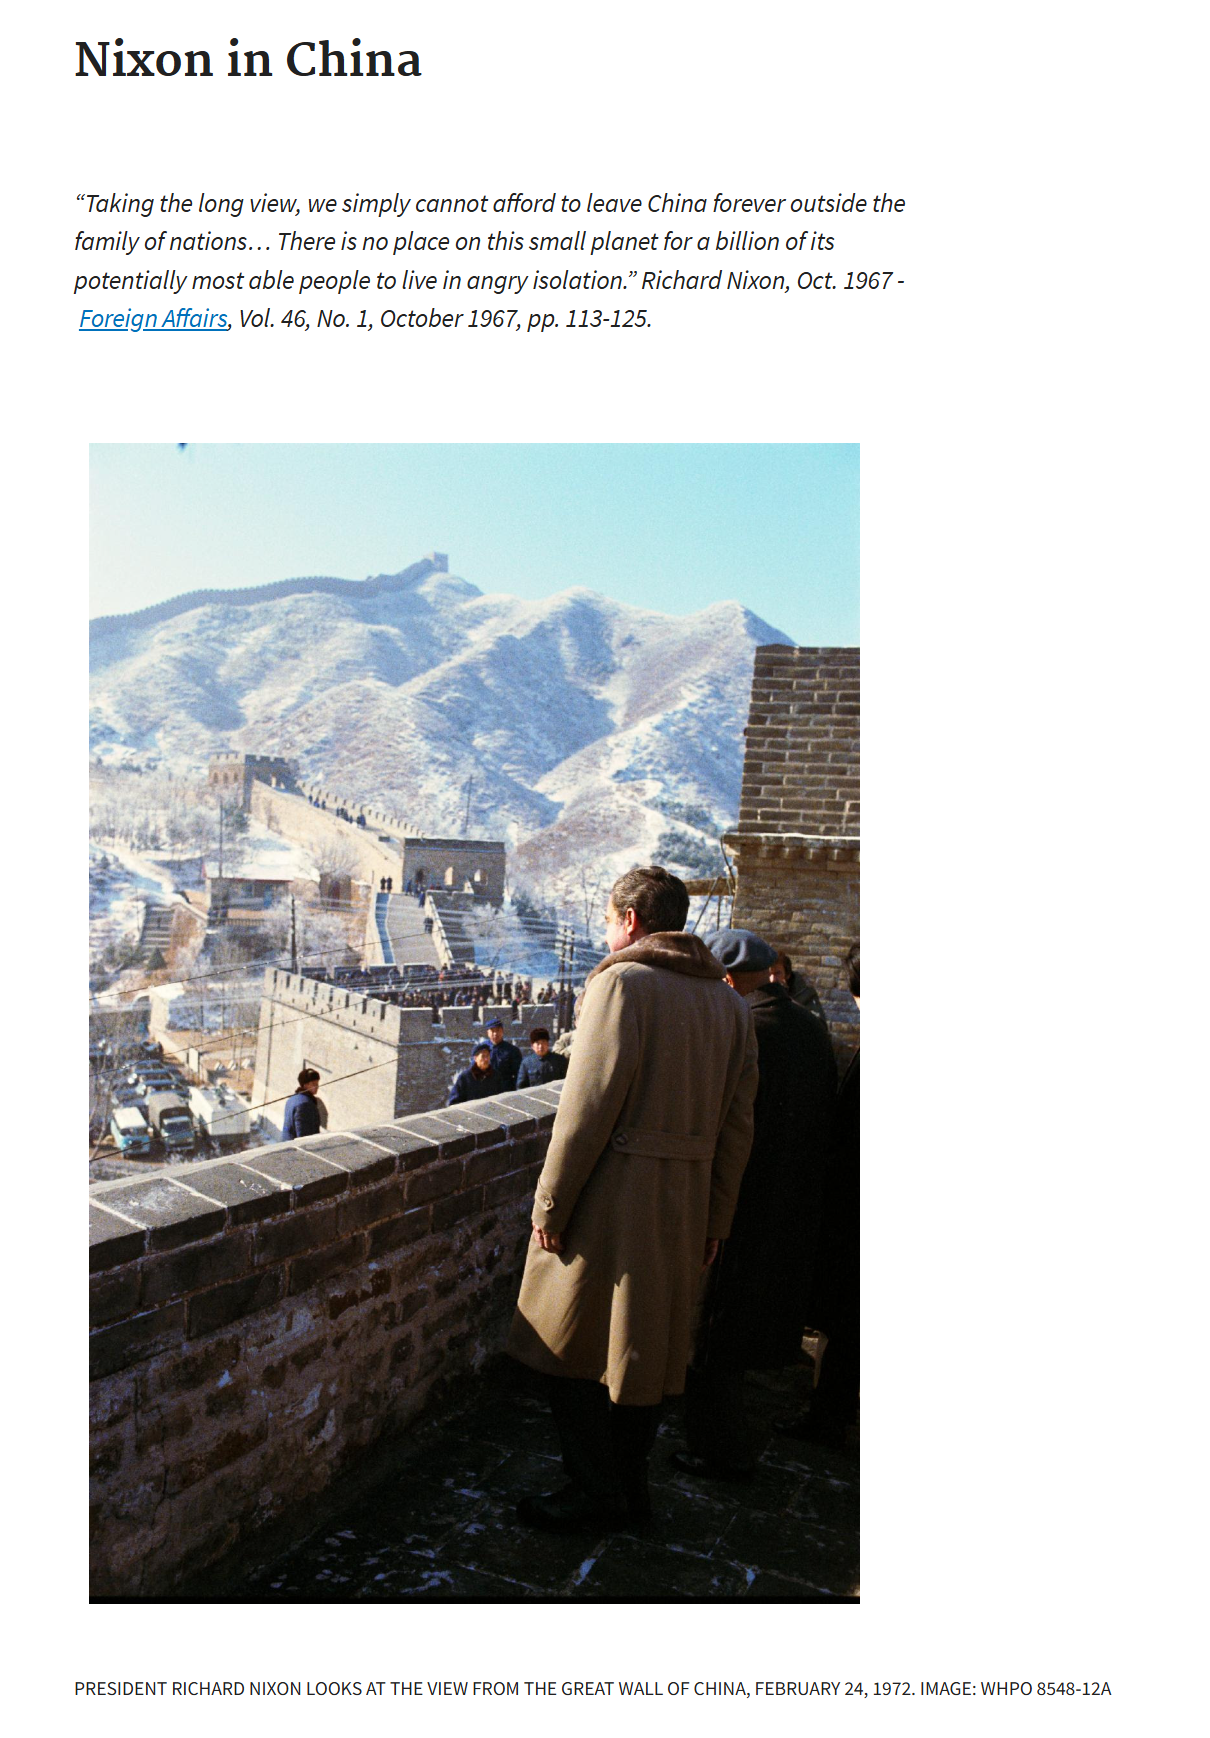 Nixon in China
“Taking the long view, we simply cannot afford to leave China forever outside the
family of nations… There is no place on this small planet for a billion of its
potentially most able people to live in angry isolation.” Richard Nixon, Oct. 1967 -
Foreign Affairs, Vol. 46, No. 1, October 1967, pp. 113-125.
PRESIDENT RICHARD NIXON LOOKS AT THE VIEW FROM THE GREAT WALL OF CHINA, FEBRUARY 24, 1972. IMAGE: WHPO 8548-12A